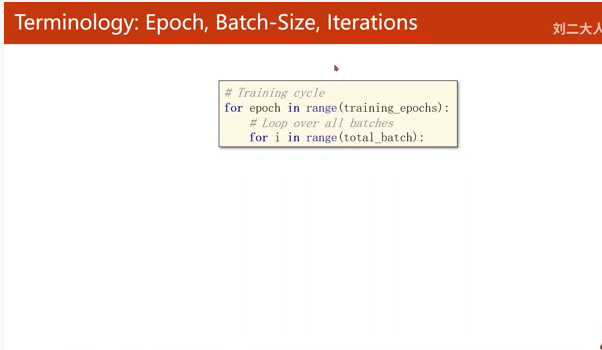 Terminology: Epoch, Batch-Size, Iterations
刘二大人
# Training cycle
for epoch in range(training_epochs):
# Loop over all batches
for i in range(total_batch):